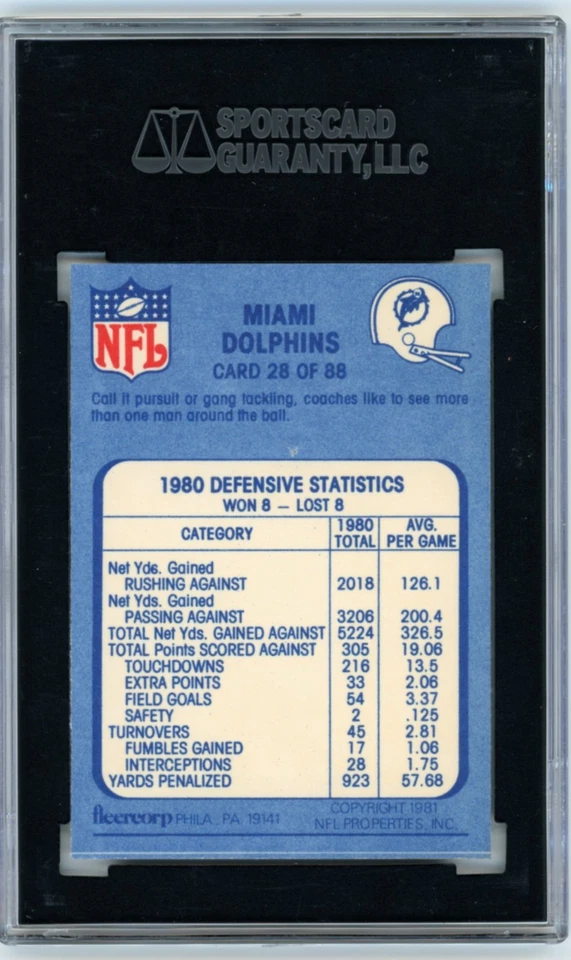 SPORTSCARD
GUARANTY, LLC
NFL
MIAMI
DOLPHINS
CARD 28 OF 88
Call it pursuit or gang tackling, coaches like to see more
than one man around the ball.
1980 DEFENSIVE STATISTICS
WON 8 – LOST 8
CATEGORY 1980 TOTAL AVG. PER GAME
Net Yds. Gained
RUSHING AGAINST 2018 126.1
Net Yds. Gained
PASSING AGAINST 3206 200.4
TOTAL Net Yds. GAINED AGAINST 5224 326.5
TOTAL Points SCORED AGAINST 305 19.06
TOUCHDOWNS 216 13.5
EXTRA POINTS 33 2.06
FIELD GOALS 54 3.37
SAFETY 2 .125
TURNOVERS 45 2.81
FUMBLES GAINED 17 1.06
INTERCEPTIONS 28 1.75
YARDS PENALIZED 923 57.68
fleercorp PHILA., PA. 19141
COPYRIGHT 1981
NFL PROPERTIES, INC.